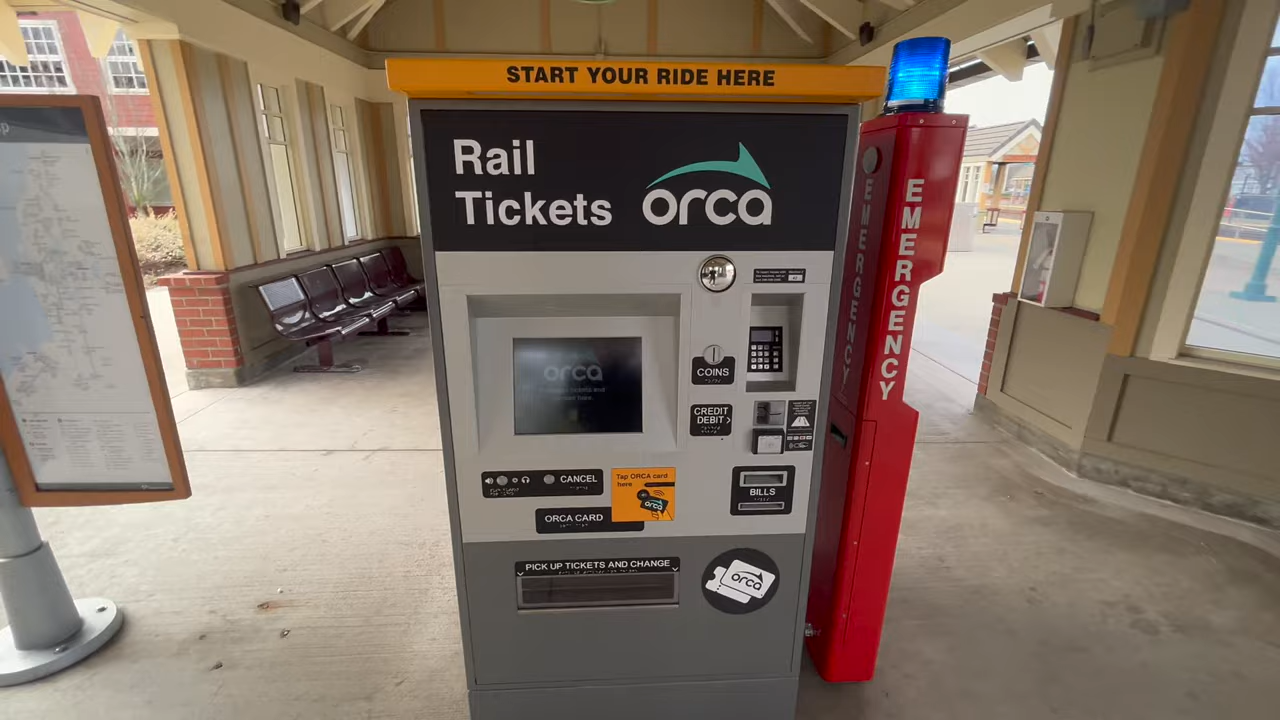 START YOUR RIDE HERE
Rail
Tickets
orca
EMERGENCY
EMERGENCY
COINS
CREDIT
DEBIT
orca
CANCEL
Tap ORCA card
here
orca
BILLS
ORCA CARD
PICK UP TICKETS AND CHANGE
orca